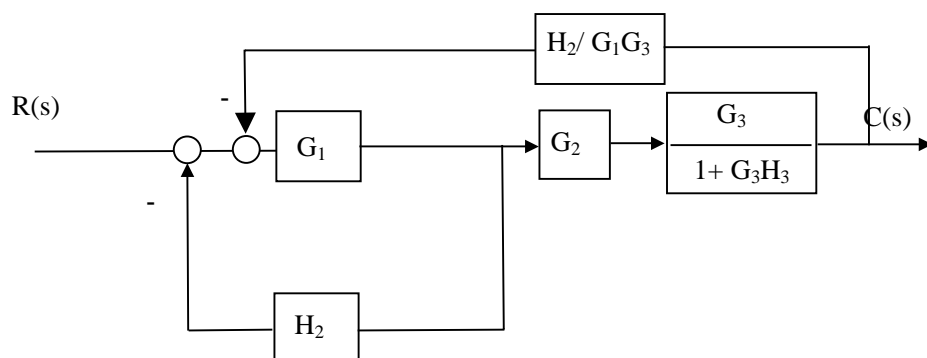 H₂/ G₁G₃
-
R(s)
G₁
G₂
G₃
1+ G₃H₃
C(s)
-
H₂